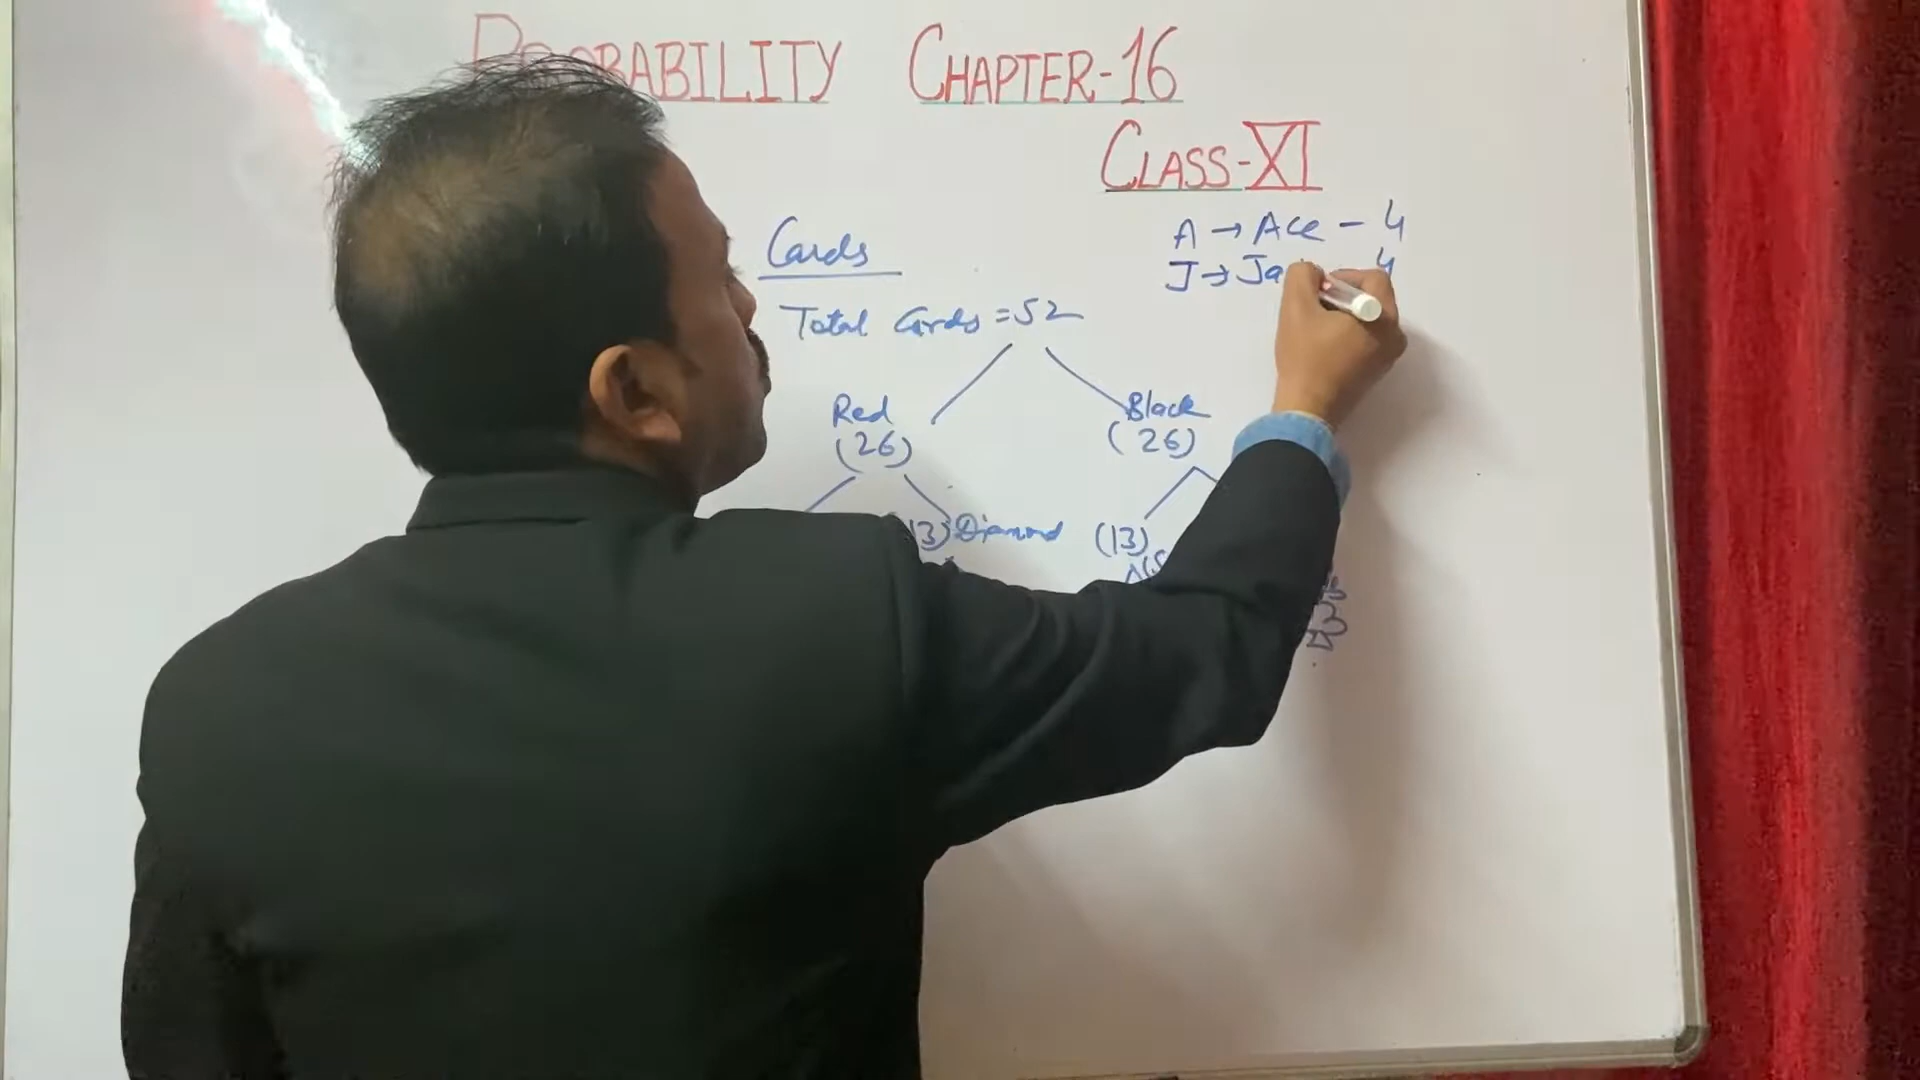 PROBABILITY CHAPTER-16
CLASS-XI
Cards
A → Ace - 4
J → Ja 4
Total Cards = 52
Red
(26)
Black
(26)
13) Diamond
(13)